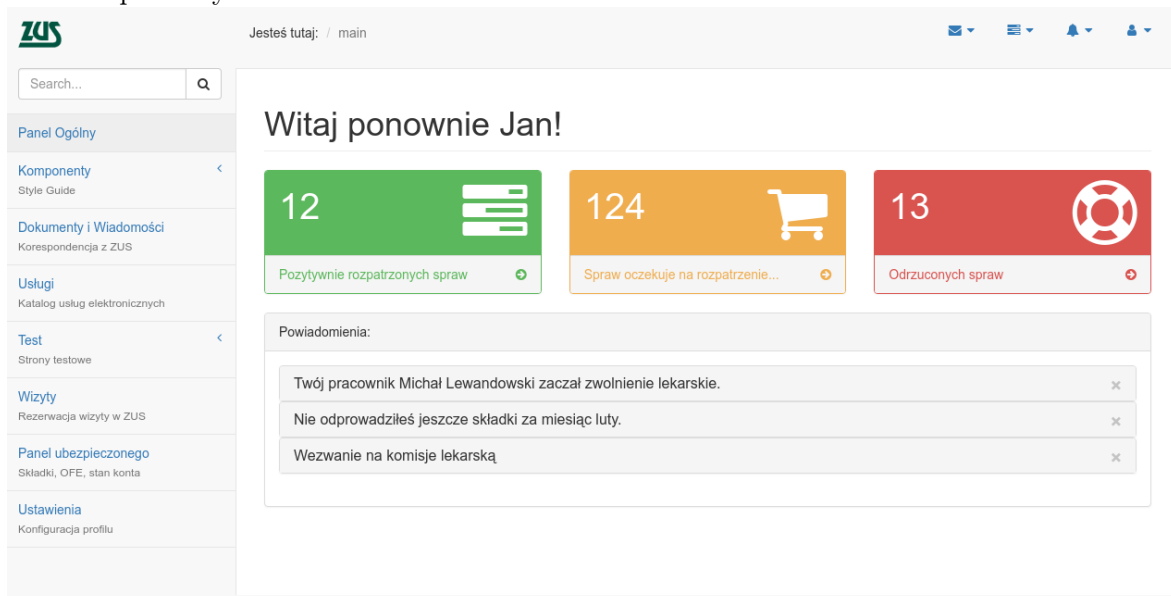 ZUS
Jesteś tutaj: / main
Search...
Panel Ogólny
Komponenty
Style Guide
Dokumenty i Wiadomości
Korespondencja z ZUS
Usługi
Katalog usług elektronicznych
Test
Strony testowe
Wizyty
Rezerwacja wizyty w ZUS
Panel ubezpieczonego
Składki, OFE, stan konta
Ustawienia
Konfiguracja profilu
Witaj ponownie Jan!
12
Pozytywnie rozpatrzonych spraw
124
Spraw oczekuje na rozpatrzenie...
13
Odrzuconych spraw
Powiadomienia:
Twój pracownik Michał Lewandowski zaczał zwolnienie lekarskie.
Nie odprowadziłeś jeszcze składki za miesiąc luty.
Wezwanie na komisje lekarską